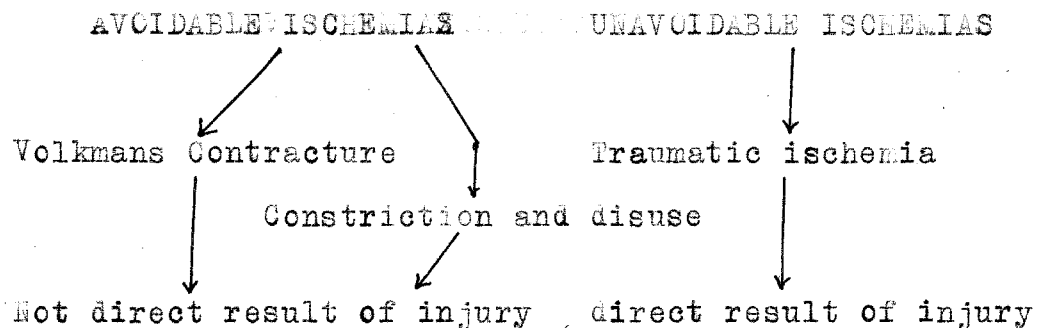 AVOIDABLE ISCHEMIAS UNAVOIDABLE ISCHEMIAS
Volkmans Contracture Traumatic ischemia
Constriction and disuse
Not direct result of injury direct result of injury